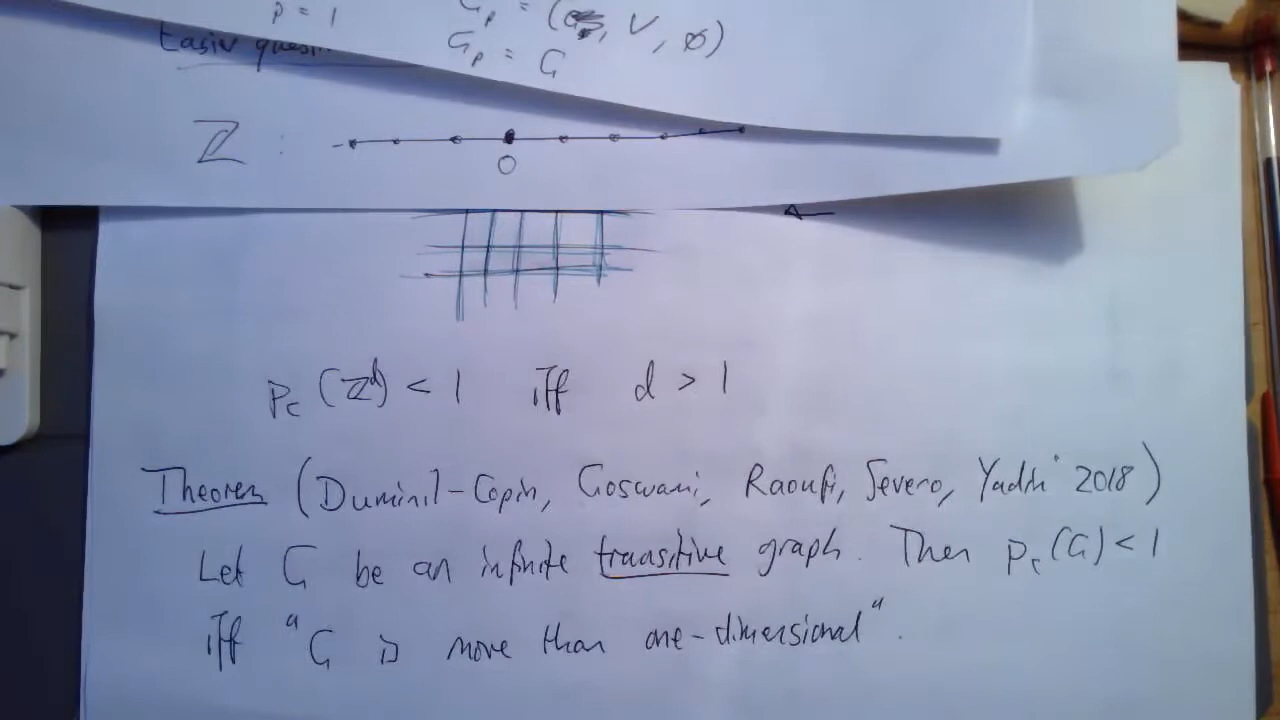 p = 1
G_p = ( , V, ∅)
G_p = G
Easier
ℤ :
0
p_c (ℤ^d) < 1 iff d > 1
Theorem (Duminil-Copin, Goswami, Raoufi, Severo, Yadin 2018)
Let G be an infinite transitive graph. Then p_c(G) < 1
iff "G is more than one-dimensional".